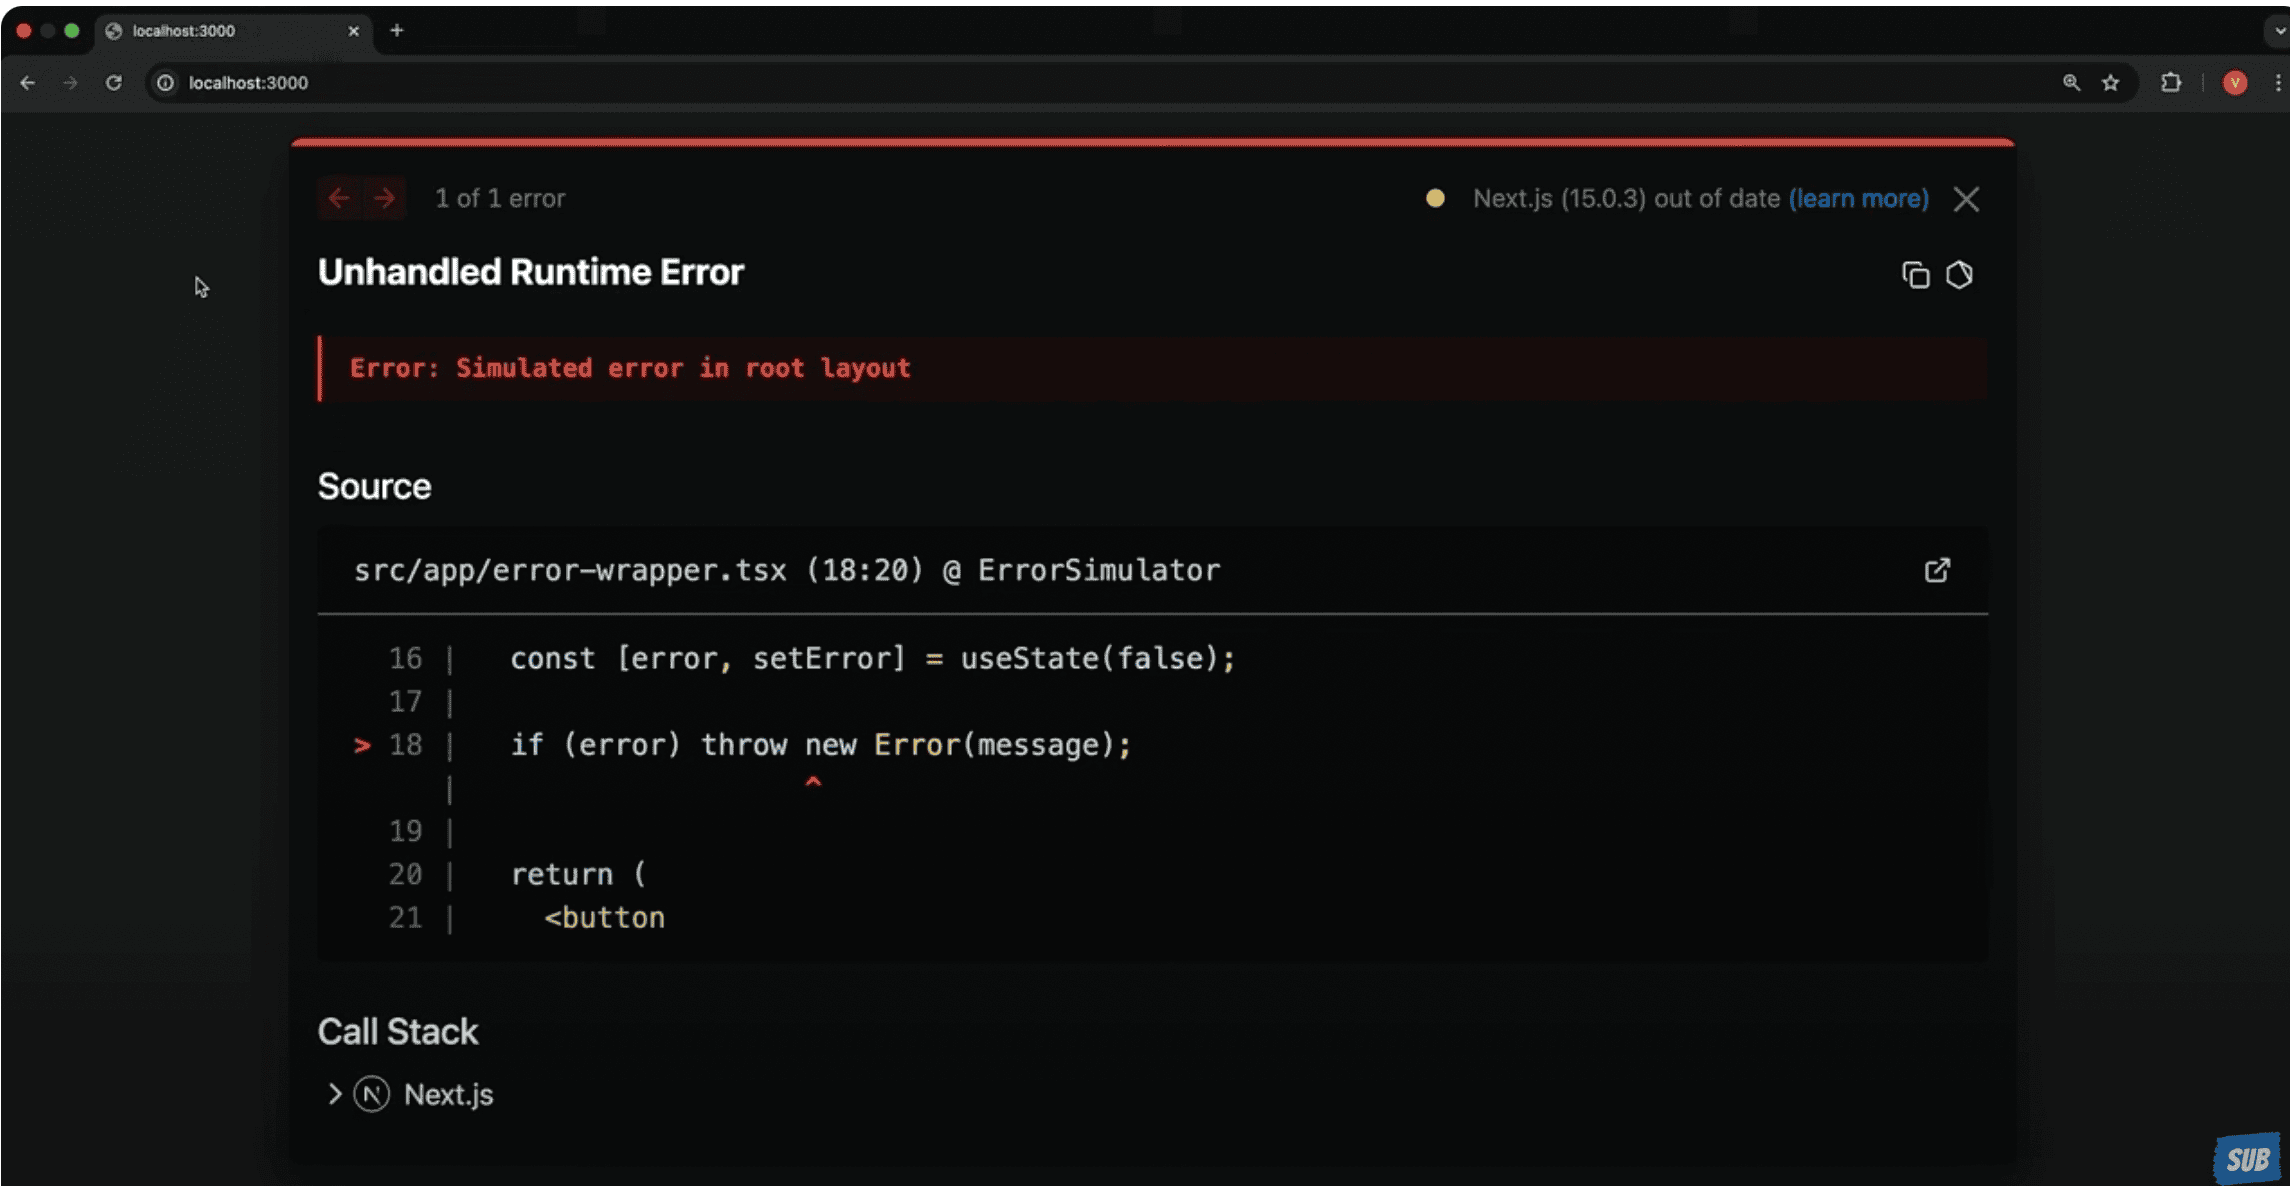 localhost:3000
localhost:3000
V
1 of 1 error
Next.js (15.0.3) out of date (learn more)
Unhandled Runtime Error
Error: Simulated error in root layout
Source
src/app/error-wrapper.tsx (18:20) @ ErrorSimulator
16 | const [error, setError] = useState(false);
17 |
> 18 | if (error) throw new Error(message);
| ^
19 |
20 | return (
21 | <button
Call Stack
N Next.js
SUB